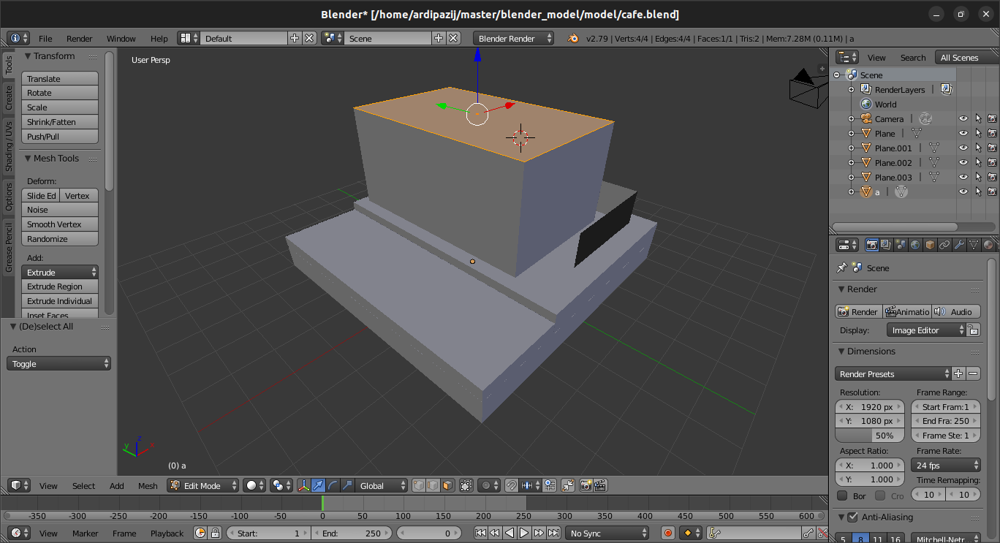 Blender* [/home/ardipazij/master/blender_model/model/cafe.blend]
File Render Window Help Default Scene Blender Render v2.79 | Verts:4/4 | Edges:4/4 | Faces:1/1 | Tris:2 | Mem:7.28M (0.11M) | a
Tools
Create
Shading / UVs
Options
Grease Pencil
Transform
Translate
Rotate
Scale
Shrink/Fatten
Push/Pull
Mesh Tools
Deform:
Slide Ed Vertex
Noise
Smooth Vertex
Randomize
Add:
Extrude
Extrude Region
Extrude Individual
Inset Faces
(De)select All
Action
Toggle
User Persp
(0) a
z
y
x
View Search All Scenes
Scene
RenderLayers |
World
Camera |
Plane |
Plane.001 |
Plane.002 |
Plane.003 |
a |
Scene
Render
Render Animatio Audio
Display: Image Editor
Dimensions
Render Presets
Resolution: Frame Range:
X: 1920 px Start Fram:1
Y: 1080 px End Fra: 250
50% Frame Ste: 1
Aspect Ratio: Frame Rate:
X: 1.000 24 fps
Y: 1.000 Time Remapping:
Bor Cro 10 10
Anti-Aliasing
5 8 11 16 Mitchell-Netr...
View Select Add Mesh Edit Mode Global
-350 -300 -250 -200 -150 -100 -50 0 50 100 150 200 250 300 350 400 450 500 550 600
View Marker Frame Playback Start: 1 End: 250 0 No Sync